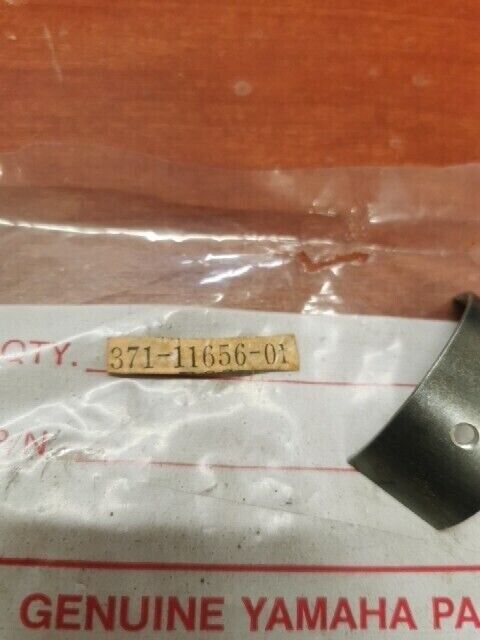 QTY.
371-11656-01
P/N
GENUINE YAMAHA PA